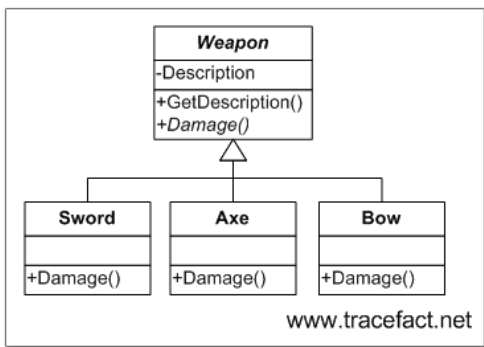 Weapon
-Description
+GetDescription()
+Damage()
Sword
Axe
Bow
+Damage()
+Damage()
+Damage()
www.tracefact.net